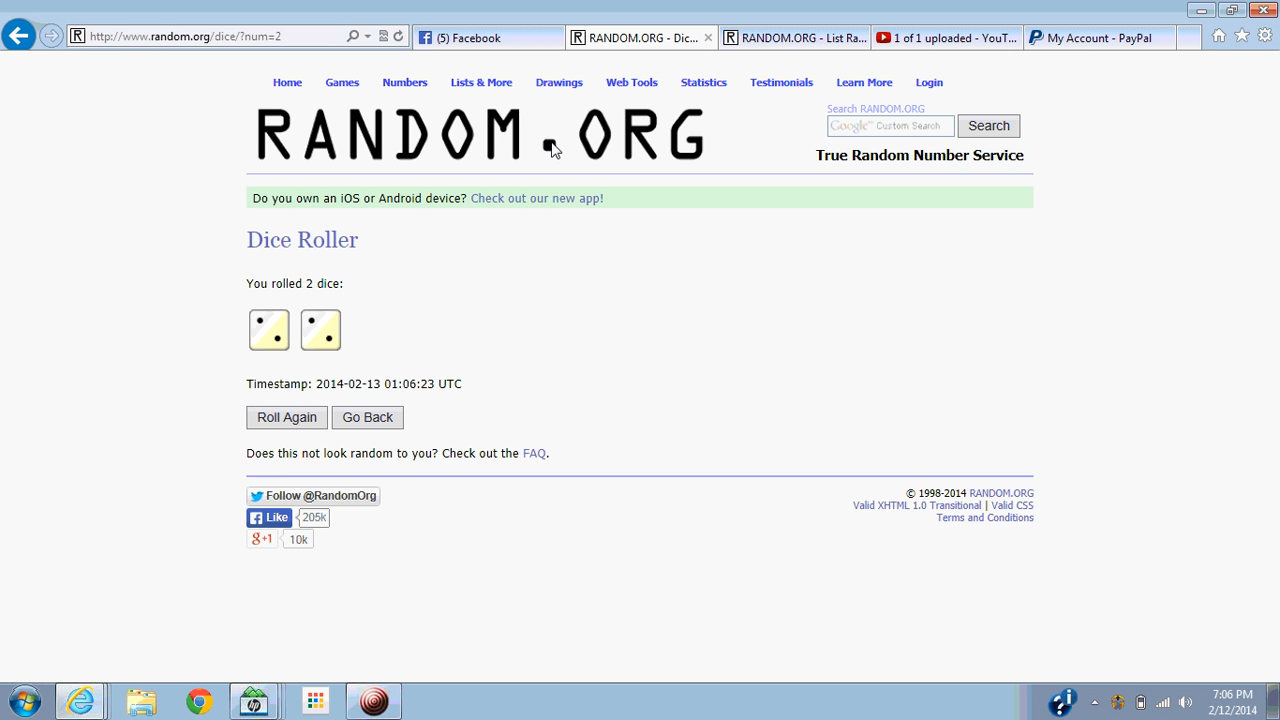 http://www.random.org/dice/?num=2
(5) Facebook
RANDOM.ORG - Dic...
RANDOM.ORG - List Ra...
1 of 1 uploaded - YouT...
My Account - PayPal
Home Games Numbers Lists & More Drawings Web Tools Statistics Testimonials Learn More Login
RANDOM.ORG
Search RANDOM.ORG
Google™ Custom Search Search
True Random Number Service
Do you own an iOS or Android device? Check out our new app!
Dice Roller
You rolled 2 dice:
Timestamp: 2014-02-13 01:06:23 UTC
Roll Again Go Back
Does this not look random to you? Check out the FAQ.
Follow @RandomOrg
Like 205k
g+1 10k
© 1998-2014 RANDOM.ORG
Valid XHTML 1.0 Transitional | Valid CSS
Terms and Conditions
hp
7:06 PM
2/12/2014